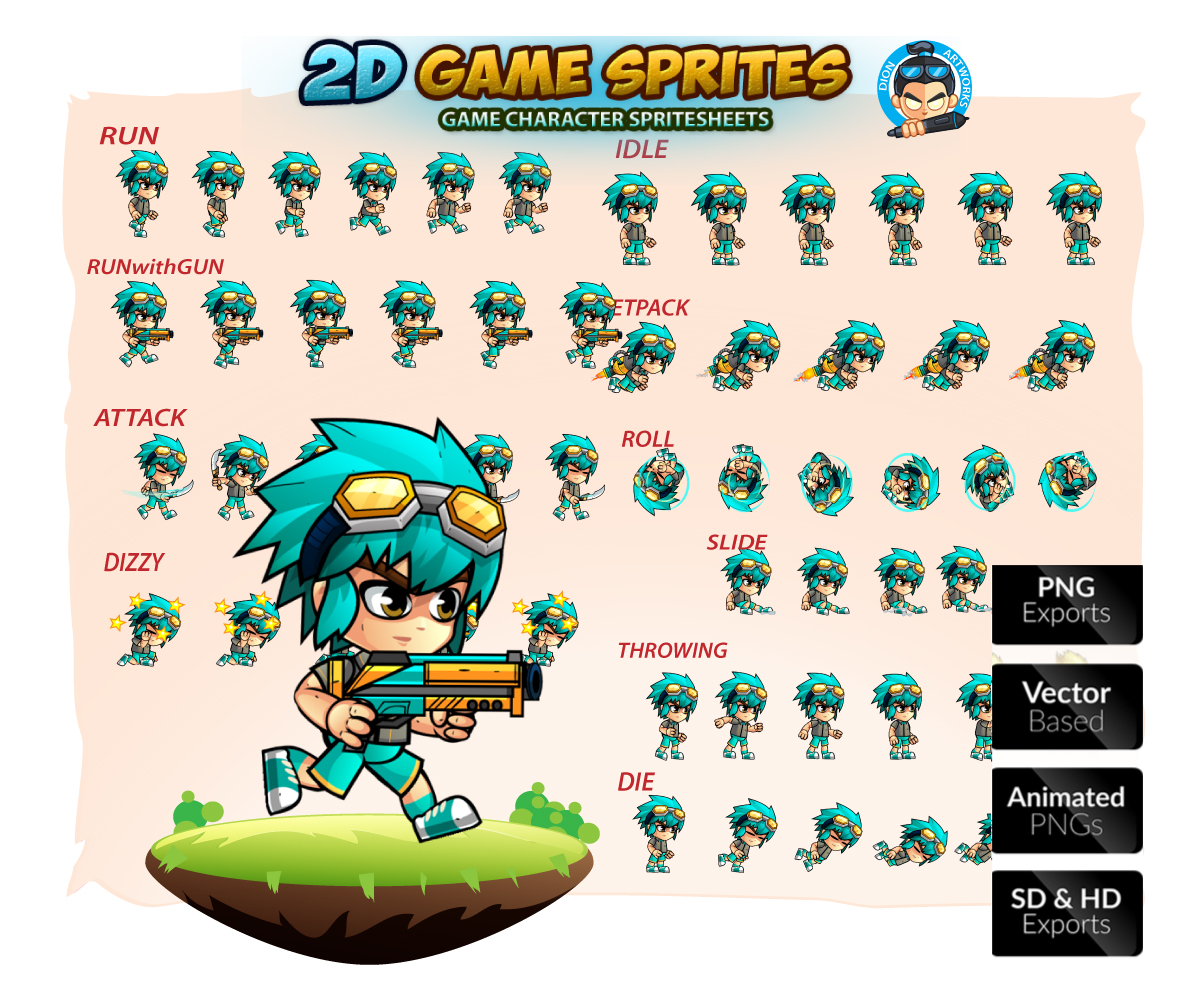 2D GAME SPRITES
GAME CHARACTER SPRITESHEETS
DION ARTWORKS
RUN
IDLE
RUNwithGUN
ETPACK
ATTACK
ROLL
DIZZY
SLIDE
THROWING
DIE
PNG
Exports
Vector
Based
Animated
PNGs
SD & HD
Exports